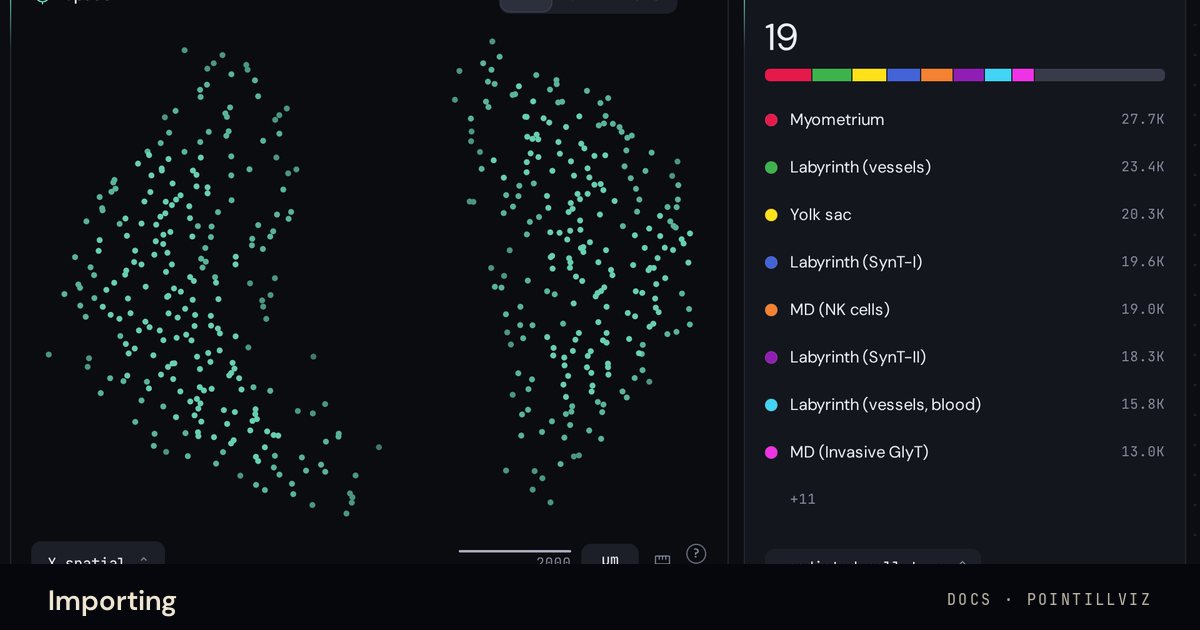 19
Myometrium 27.7K
Labyrinth (vessels) 23.4K
Yolk sac 20.3K
Labyrinth (SynT-I) 19.6K
MD (NK cells) 19.0K
Labyrinth (SynT-II) 18.3K
Labyrinth (vessels, blood) 15.8K
MD (Invasive GlyT) 13.0K
+11
X_spatial
2000
um
?
Importing
DOCS · POINTILLVIZ